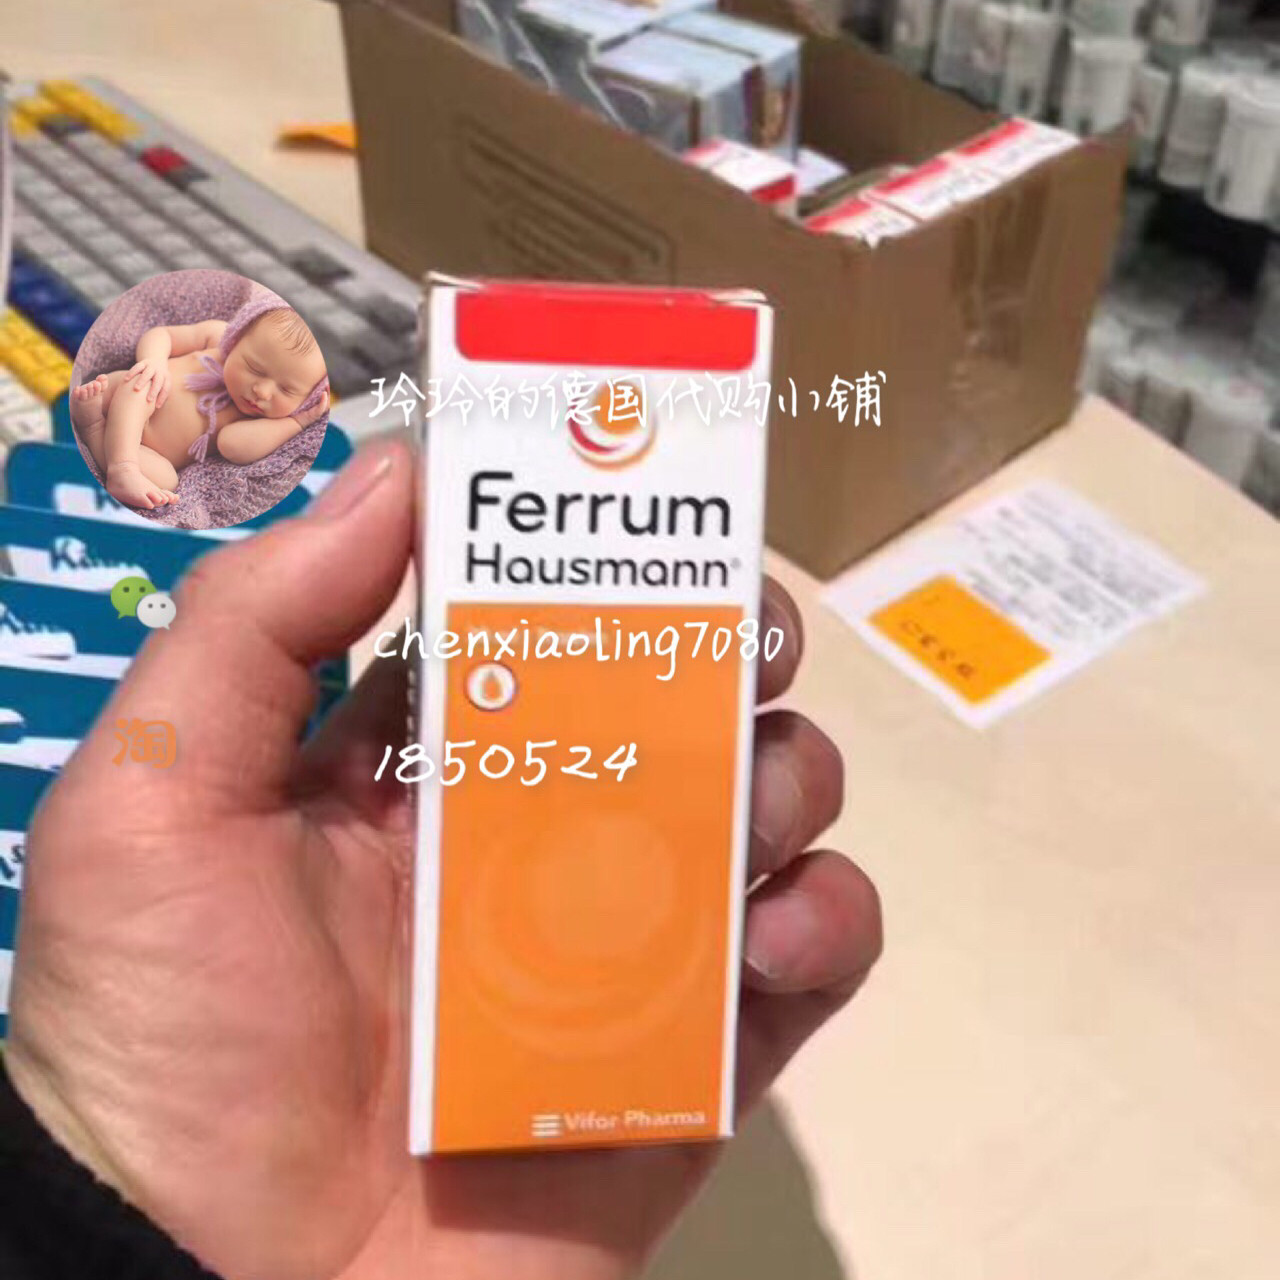 玲玲的德国代购小铺
Ferrum
Hausmann®
chenxiaoling7080
淘
1850524
Vifor Pharma